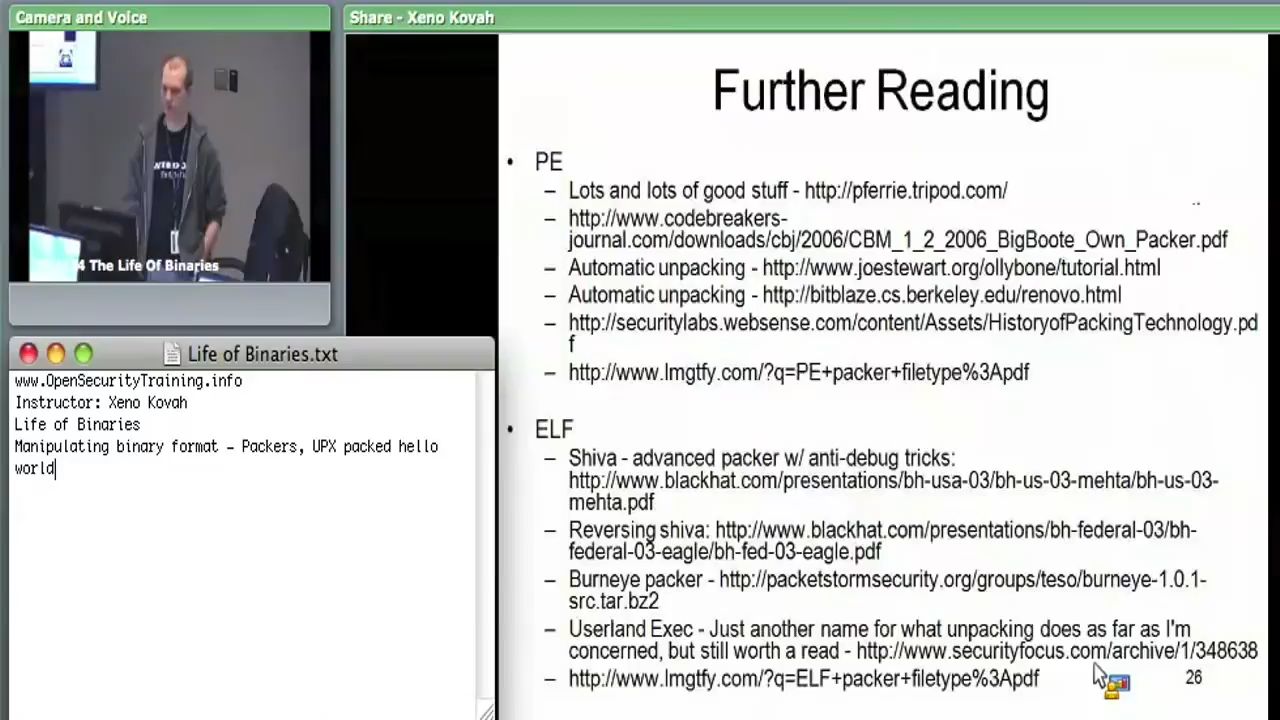 Camera and Voice
Share - Xeno Kovah
4 The Life Of Binaries
Life of Binaries.txt
www.OpenSecurityTraining.info
Instructor: Xeno Kovah
Life of Binaries
Manipulating binary format – Packers, UPX packed hello
world
Further Reading
• PE
– Lots and lots of good stuff - http://pferrie.tripod.com/
– http://www.codebreakers-
journal.com/downloads/cbj/2006/CBM_1_2_2006_BigBoote_Own_Packer.pdf
– Automatic unpacking - http://www.joestewart.org/ollybone/tutorial.html
– Automatic unpacking - http://bitblaze.cs.berkeley.edu/renovo.html
– http://securitylabs.websense.com/content/Assets/HistoryofPackingTechnology.pd
f
– http://www.lmgtfy.com/?q=PE+packer+filetype%3Apdf
• ELF
– Shiva - advanced packer w/ anti-debug tricks:
http://www.blackhat.com/presentations/bh-usa-03/bh-us-03-mehta/bh-us-03-
mehta.pdf
– Reversing shiva: http://www.blackhat.com/presentations/bh-federal-03/bh-
federal-03-eagle/bh-fed-03-eagle.pdf
– Burneye packer - http://packetstormsecurity.org/groups/teso/burneye-1.0.1-
src.tar.bz2
– Userland Exec - Just another name for what unpacking does as far as I'm
concerned, but still worth a read - http://www.securityfocus.com/archive/1/348638
– http://www.lmgtfy.com/?q=ELF+packer+filetype%3Apdf
26